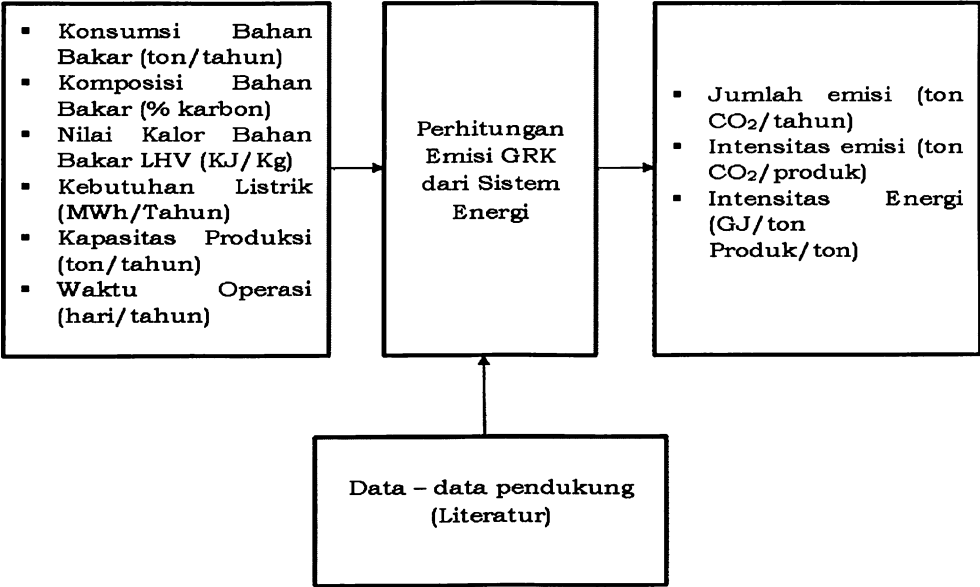 ▪ Konsumsi Bahan
Bakar (ton/tahun)
▪ Komposisi Bahan
Bakar (% karbon)
▪ Nilai Kalor Bahan
Bakar LHV (KJ/Kg)
▪ Kebutuhan Listrik
(MWh/Tahun)
▪ Kapasitas Produksi
(ton/tahun)
▪ Waktu Operasi
(hari/tahun)
Perhitungan
Emisi GRK
dari Sistem
Energi
▪ Jumlah emisi (ton
CO₂/tahun)
▪ Intensitas emisi (ton
CO₂/produk)
▪ Intensitas Energi
(GJ/ton
Produk/ton)
Data – data pendukung
(Literatur)